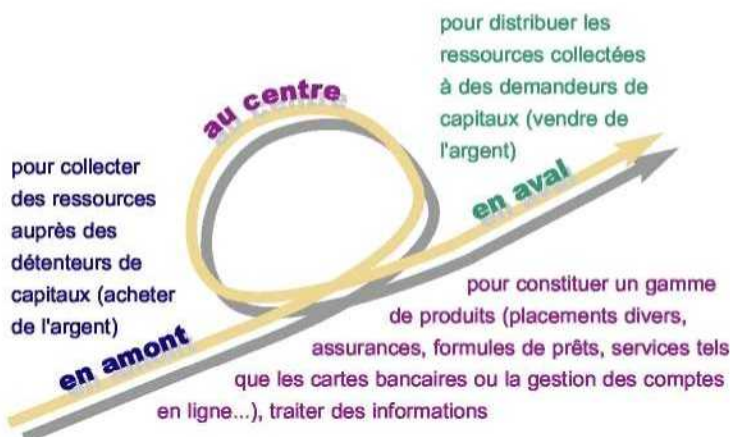 en amont
pour collecter
des ressources
auprès des
détenteurs de
capitaux (acheter
de l'argent)
au centre
pour constituer un gamme
de produits (placements divers,
assurances, formules de prêts, services tels
que les cartes bancaires ou la gestion des comptes
en ligne...), traiter des informations
en aval
pour distribuer les
ressources collectées
à des demandeurs de
capitaux (vendre de
l'argent)